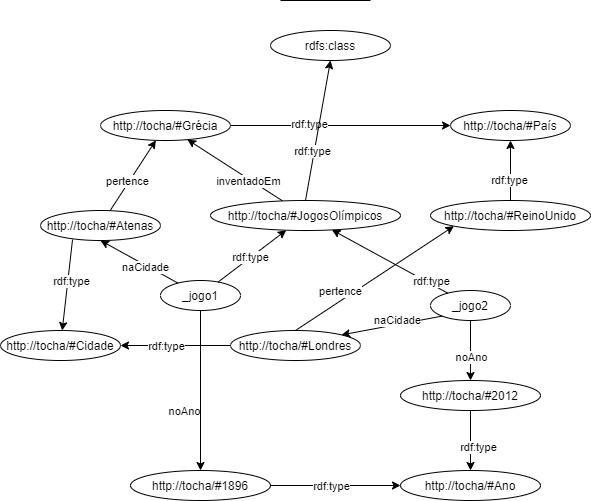 rdfs:class
http://tocha/#Grécia
rdf:type
http://tocha/#País
rdf:type
pertence
inventadoEm
rdf:type
http://tocha/#Atenas
http://tocha/#JogosOlímpicos
http://tocha/#ReinoUnido
naCidade
rdf:type
rdf:type
rdf:type
_jogo1
pertence
_jogo2
naCidade
http://tocha/#Cidade
rdf:type
http://tocha/#Londres
noAno
http://tocha/#2012
noAno
rdf:type
http://tocha/#1896
rdf:type
http://tocha/#Ano